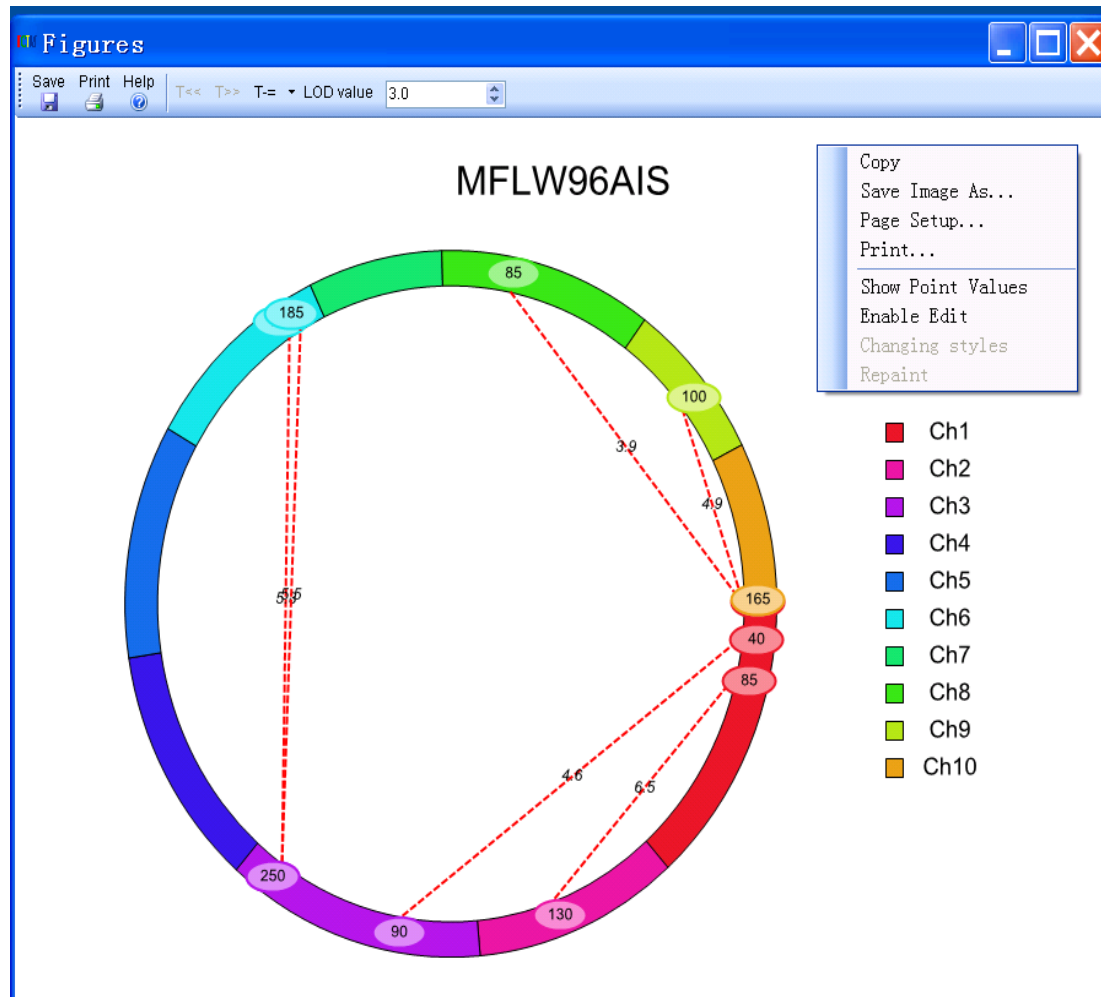 Figures
Save Print Help T<< T>> T-= LOD value 3.0
MFLW96AIS
Copy
Save Image As...
Page Setup...
Print...
Show Point Values
Enable Edit
Changing styles
Repaint
85
185
100
3.9
4.9
165
40
85
4.6
6.5
250
130
90
Ch1
Ch2
Ch3
Ch4
Ch5
Ch6
Ch7
Ch8
Ch9
Ch10